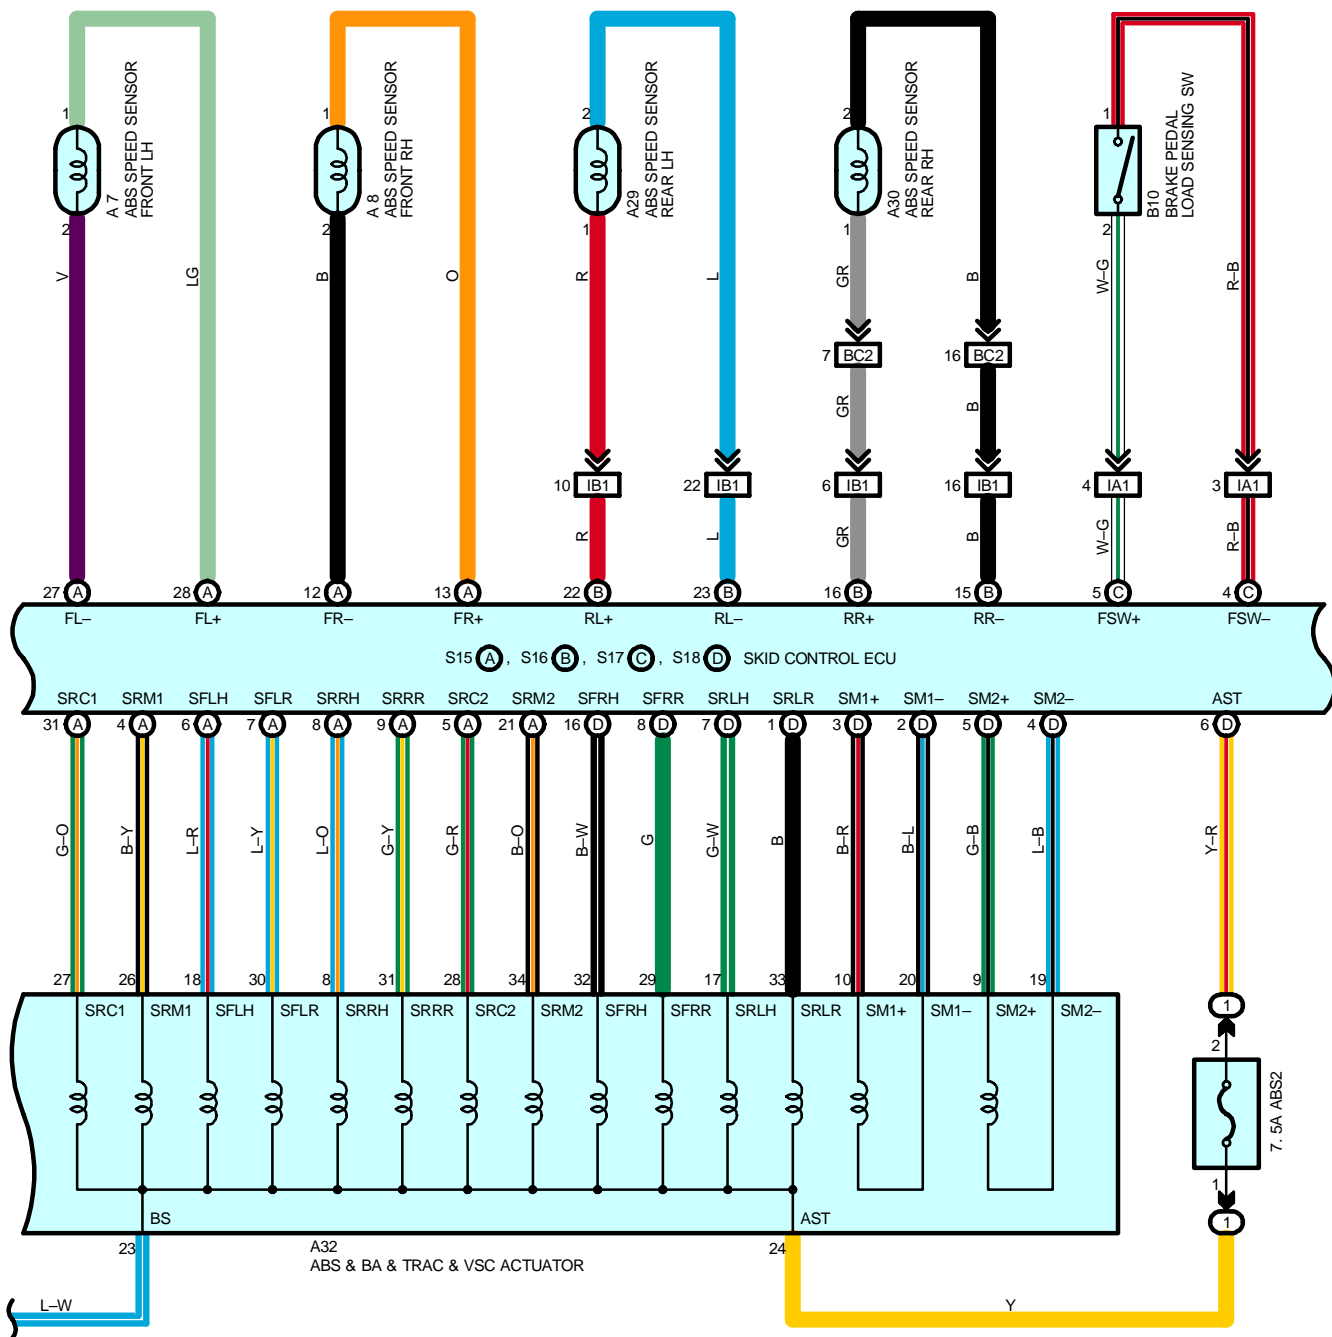 1
A 7
ABS SPEED SENSOR
FRONT LH
2
1
A 8
ABS SPEED SENSOR
FRONT RH
2
2
A29
ABS SPEED SENSOR
REAR LH
1
2
A30
ABS SPEED SENSOR
REAR RH
1
1
B10
BRAKE PEDAL
LOAD SENSING SW
2
V LG B O R L GR B W–G R–B
7 BC2 16 BC2
GR B
10 IB1 22 IB1 6 IB1 16 IB1 4 IA1 3 IA1
R L GR B W–G R–B
27 A 28 A 12 A 13 A 22 B 23 B 16 B 15 B 5 C 4 C
FL– FL+ FR– FR+ RL+ RL– RR+ RR– FSW+ FSW–
S15 A , S16 B , S17 C , S18 D SKID CONTROL ECU
SRC1 SRM1 SFLH SFLR SRRH SRRR SRC2 SRM2 SFRH SFRR SRLH SRLR SM1+ SM1– SM2+ SM2– AST
31 A 4 A 6 A 7 A 8 A 9 A 5 A 21 A 16 D 8 D 7 D 1 D 3 D 2 D 5 D 4 D 6 D
G–O B–Y L–R L–Y L–O G–Y G–R B–O B–W G G–W B B–R B–L G–B L–B Y–R
27 26 18 30 8 31 28 34 32 29 17 33 10 20 9 19
SRC1 SRM1 SFLH SFLR SRRH SRRR SRC2 SRM2 SFRH SFRR SRLH SRLR SM1+ SM1– SM2+ SM2–
1
2
7. 5A ABS2
1
1
BS AST
23 24
A32
ABS & BA & TRAC & VSC ACTUATOR
L–W Y